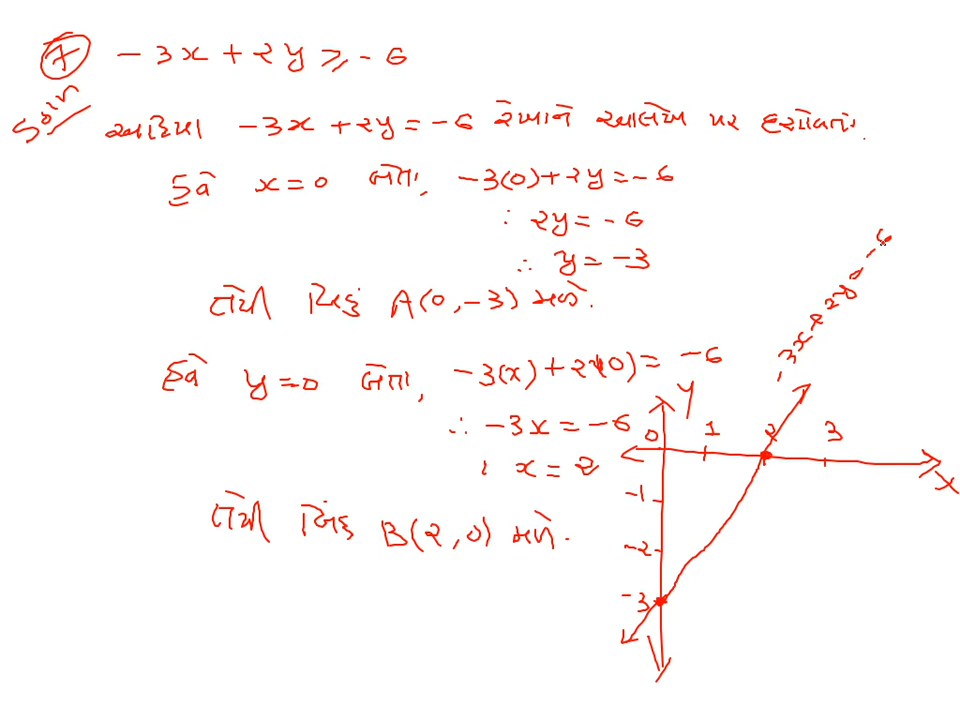 7 -3x + 2y ≥ -6
Soln
અહિયા -3x + 2y = -6 રેખાને આલેખ પર દર્શાવતા.
હવે x = 0 લેતા, -3(0) + 2y = -6
∴ 2y = -6
∴ y = -3
તેથી બિંદુ A(0, -3) મળે.
હવે y = 0 લેતા, -3(x) + 2(0) = -6
∴ -3x = -6
∴ x = 2
તેથી બિંદુ B(2, 0) મળે.
-3x + 2y = -6
Y
0 1 2 3
X
-1
-2
-3